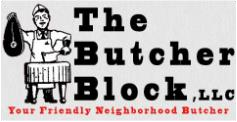 The
Butcher
Block, LLC
Your Friendly Neighborhood Butcher